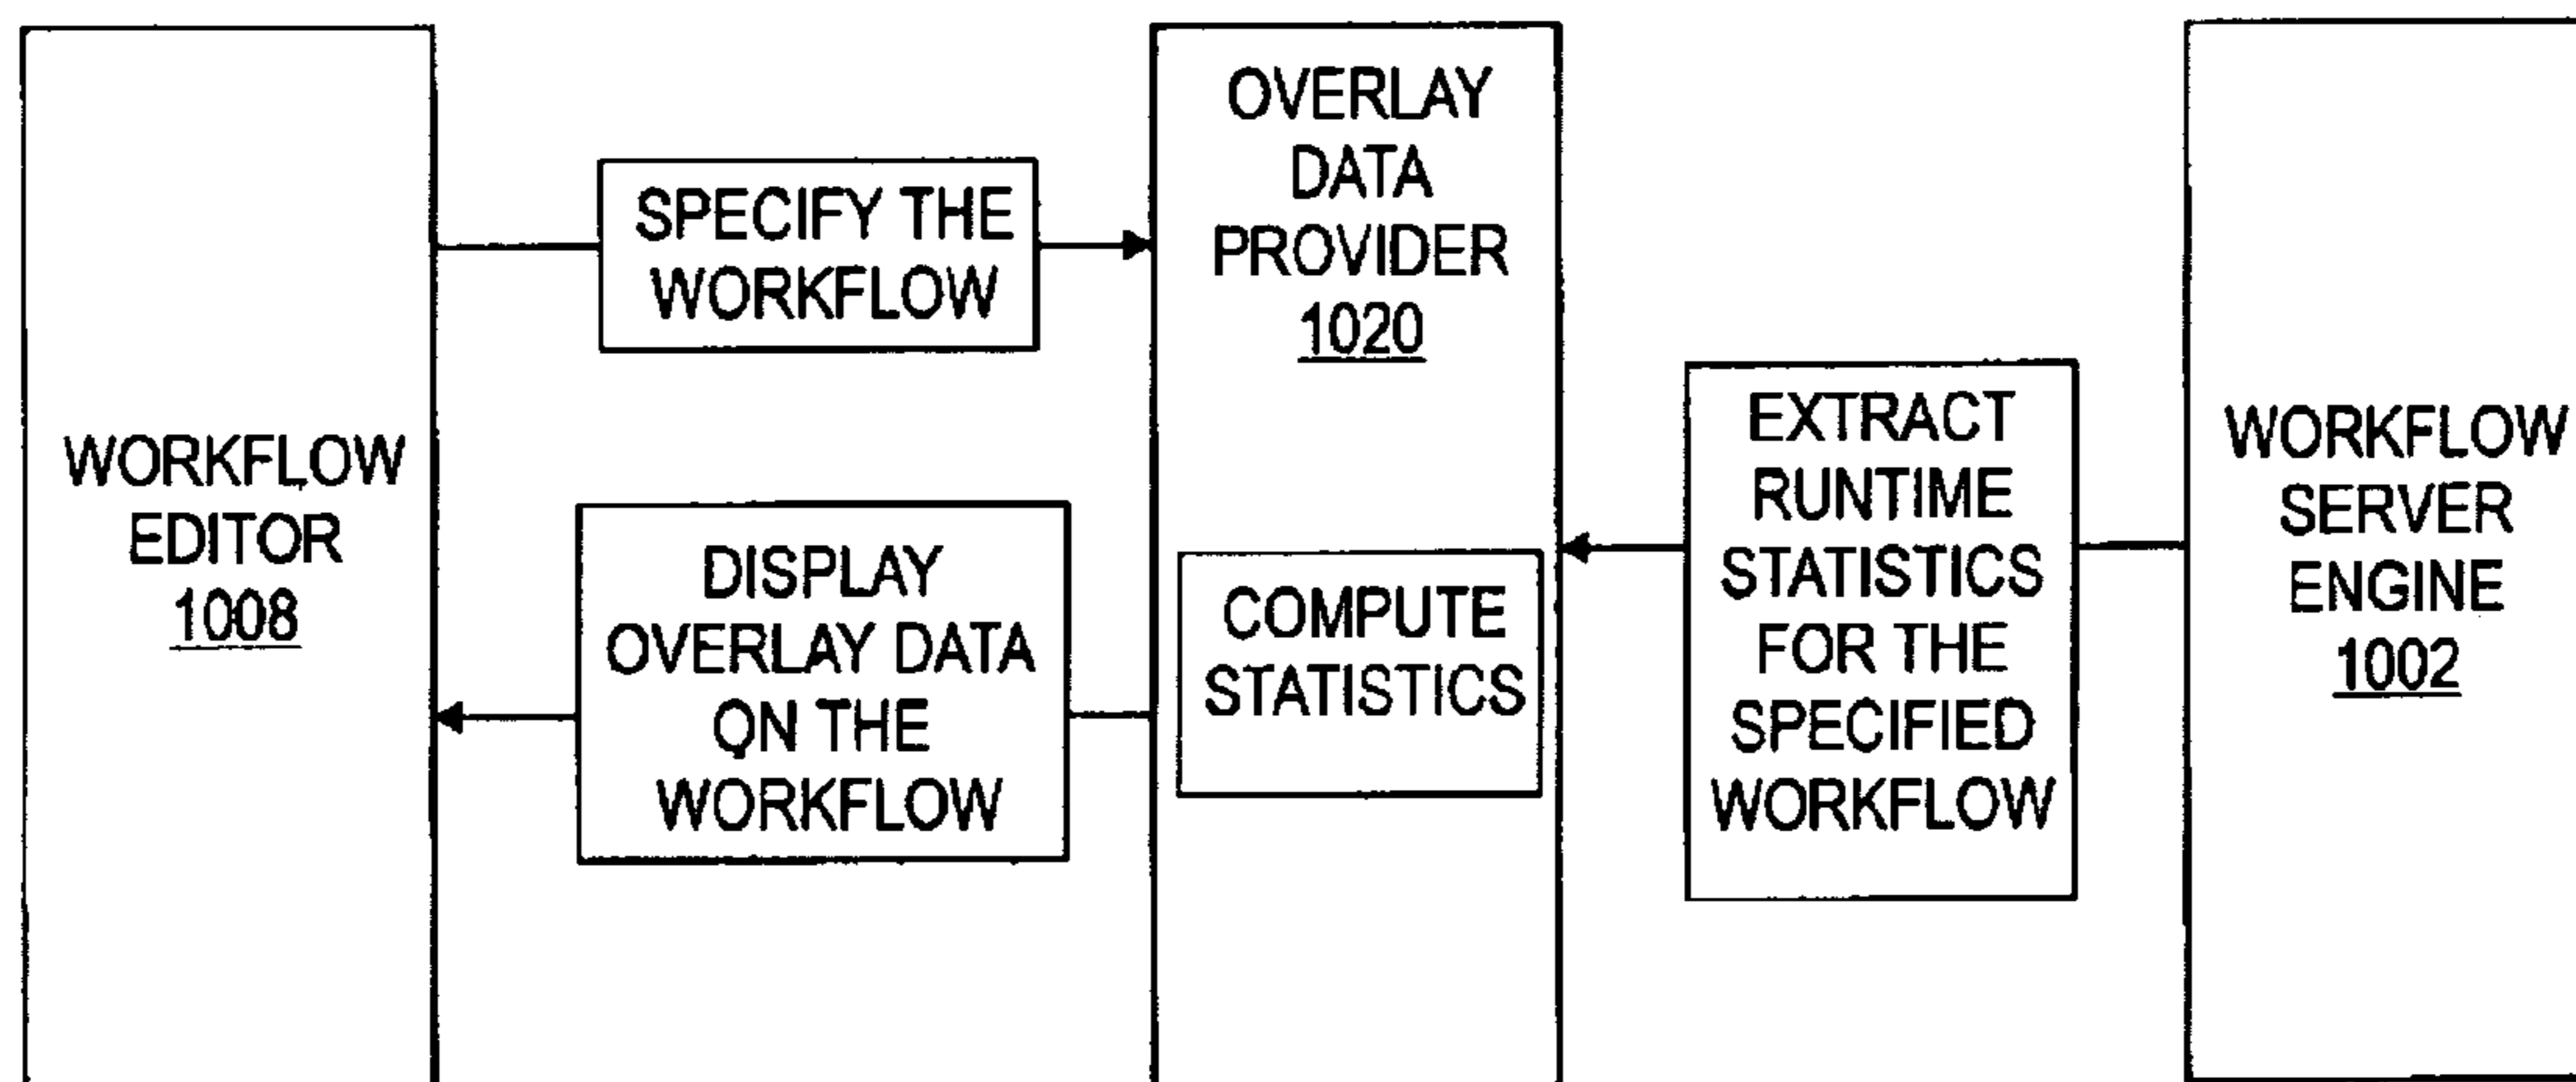 WORKFLOW
EDITOR
1008
SPECIFY THE
WORKFLOW
DISPLAY
OVERLAY DATA
ON THE
WORKFLOW
OVERLAY
DATA
PROVIDER
1020
COMPUTE
STATISTICS
EXTRACT
RUNTIME
STATISTICS
FOR THE
SPECIFIED
WORKFLOW
WORKFLOW
SERVER
ENGINE
1002